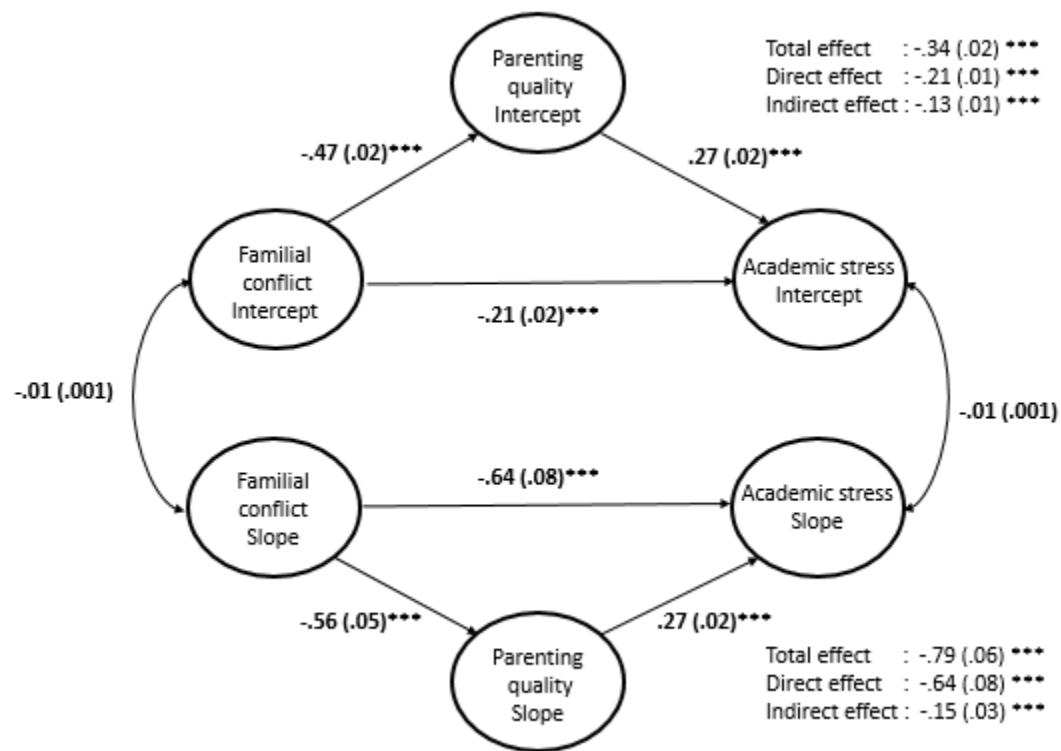 Parenting
quality
Intercept
Total effect : -.34 (.02) ***
Direct effect : -.21 (.01) ***
Indirect effect : -.13 (.01) ***
-.47 (.02)***
.27 (.02)***
Familial
conflict
Intercept
Academic stress
Intercept
-.21 (.02)***
-.01 (.001)
-.01 (.001)
Familial
conflict
Slope
-.64 (.08)***
Academic stress
Slope
-.56 (.05)***
.27 (.02)***
Parenting
quality
Slope
Total effect : -.79 (.06) ***
Direct effect : -.64 (.08) ***
Indirect effect : -.15 (.03) ***